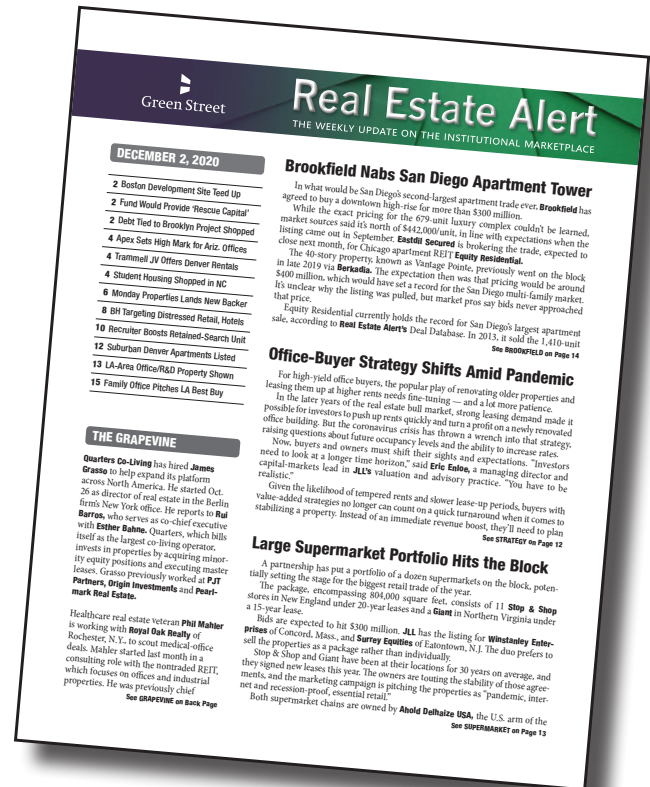 Green Street
Real Estate Alert
THE WEEKLY UPDATE ON THE INSTITUTIONAL MARKETPLACE
DECEMBER 2, 2020
2 Boston Development Site Teed Up
2 Fund Would Provide 'Rescue Capital'
2 Debt Tied to Brooklyn Project Shopped
4 Apex Sets High Mark for Ariz. Offices
4 Trammell JV Offers Denver Rentals
4 Student Housing Shopped in NC
6 Monday Properties Lands New Backer
8 BH Targeting Distressed Retail, Hotels
10 Recruiter Boosts Retained-Search Unit
12 Suburban Denver Apartments Listed
13 LA-Area Office/R&D Property Shown
15 Family Office Pitches LA Best Buy
THE GRAPEVINE
Quarters Co-Living has hired James
Grasso to help expand its platform
across North America. He started Oct.
26 as director of real estate in the Berlin
firm's New York office. He reports to Rui
Barros, who serves as co-chief executive
with Esther Bahne. Quarters, which bills
itself as the largest co-living operator,
invests in properties by acquiring minor-
ity equity positions and executing master
leases. Grasso previously worked at PJT
Partners, Origin Investments and Pearl-
mark Real Estate.
Healthcare real estate veteran Phil Mahler
is working with Royal Oak Realty of
Rochester, N.Y., to scout medical-office
deals. Mahler started last month in a
consulting role with the nontraded REIT,
which focuses on offices and industrial
properties. He was previously chief
See GRAPEVINE on Back Page
Brookfield Nabs San Diego Apartment Tower
In what would be San Diego's second-largest apartment trade ever, Brookfield has
agreed to buy a downtown high-rise for more than $300 million.
While the exact pricing for the 679-unit luxury complex couldn't be learned,
market sources said it's north of $442,000/unit, in line with expectations when the
listing came out in September. Eastdil Secured is brokering the trade, expected to
close next month, for Chicago apartment REIT Equity Residential.
The 40-story property, known as Vantage Pointe, previously went on the block
in late 2019 via Berkadia. The expectation then was that pricing would be around
$400 million, which would have set a record for the San Diego multi-family market.
It's unclear why the listing was pulled, but market pros say bids never approached
that price.
Equity Residential currently holds the record for San Diego's largest apartment
sale, according to Real Estate Alert's Deal Database. In 2013, it sold the 1,410-unit
See BROOKFIELD on Page 14
Office-Buyer Strategy Shifts Amid Pandemic
For high-yield office buyers, the popular play of renovating older properties and
leasing them up at higher rents needs fine-tuning — and a lot more patience.
In the later years of the real estate bull market, strong leasing demand made it
possible for investors to push up rents quickly and turn a profit on a newly renovated
office building. But the coronavirus crisis has thrown a wrench into that strategy,
raising questions about future occupancy levels and the ability to increase rates.
Now, buyers and owners must shift their sights and expectations. "Investors
need to look at a longer time horizon," said Eric Enloe, a managing director and
capital-markets lead in JLL's valuation and advisory practice. "You have to be
realistic."
Given the likelihood of tempered rents and slower lease-up periods, buyers with
value-added strategies no longer can count on a quick turnaround when it comes to
stabilizing a property. Instead of an immediate revenue boost, they'll need to plan
See STRATEGY on Page 12
Large Supermarket Portfolio Hits the Block
A partnership has put a portfolio of a dozen supermarkets on the block, poten-
tially setting the stage for the biggest retail trade of the year.
The package, encompassing 804,000 square feet, consists of 11 Stop & Shop
stores in New England under 20-year leases and a Giant in Northern Virginia under
a 15-year lease.
Bids are expected to hit $300 million. JLL has the listing for Winstanley Enter-
prises of Concord, Mass., and Surrey Equities of Eatontown, N.J. The duo prefers to
sell the properties as a package rather than individually.
Stop & Shop and Giant have been at their locations for 30 years on average, and
they signed new leases this year. The owners are touting the stability of those agree-
ments, and the marketing campaign is pitching the properties as "pandemic, inter-
net and recession-proof, essential retail."
Both supermarket chains are owned by Ahold Delhaize USA, the U.S. arm of the
See SUPERMARKET on Page 13